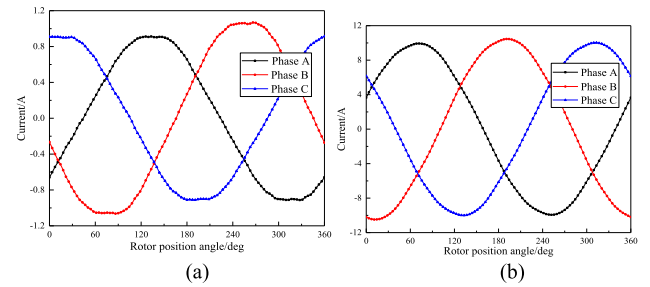 (a)
1.2
0.8
0.4
0.0
-0.4
-0.8
-1.2
Current/A
0 60 120 180 240 300 360
Rotor position angle/deg
Phase A
Phase B
Phase C
(a)
(b)
12
8
4
0
-4
-8
-12
Current/A
0 60 120 180 240 300 360
Rotor position angle/deg
Phase A
Phase B
Phase C
(b)